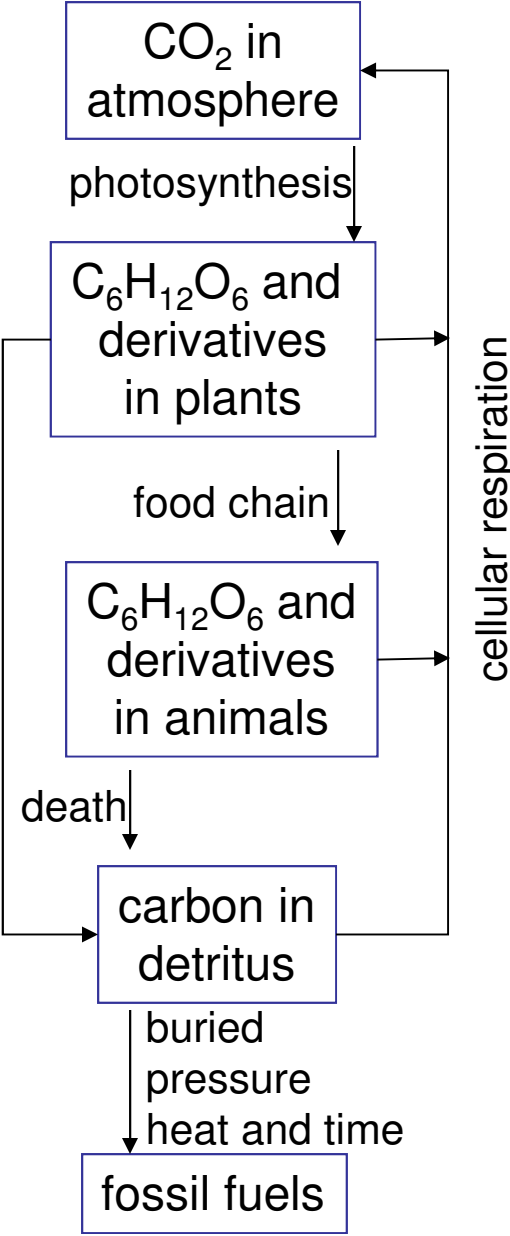 CO₂ in
atmosphere
photosynthesis
C₆H₁₂O₆ and
derivatives
in plants
cellular respiration
food chain
C₆H₁₂O₆ and
derivatives
in animals
death
carbon in
detritus
buried
pressure
heat and time
fossil fuels